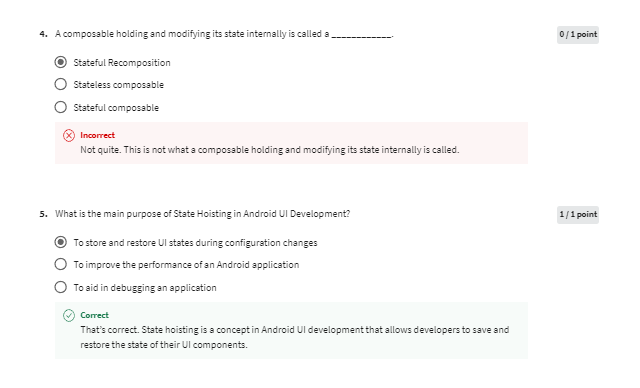 4. A composable holding and modifying its state internally is called a ____________.
0 / 1 point
Stateful Recomposition
Stateless composable
Stateful composable
Incorrect
Not quite. This is not what a composable holding and modifying its state internally is called.
5. What is the main purpose of State Hoisting in Android UI Development?
1 / 1 point
To store and restore UI states during configuration changes
To improve the performance of an Android application
To aid in debugging an application
Correct
That's correct. State hoisting is a concept in Android UI development that allows developers to save and
restore the state of their UI components.